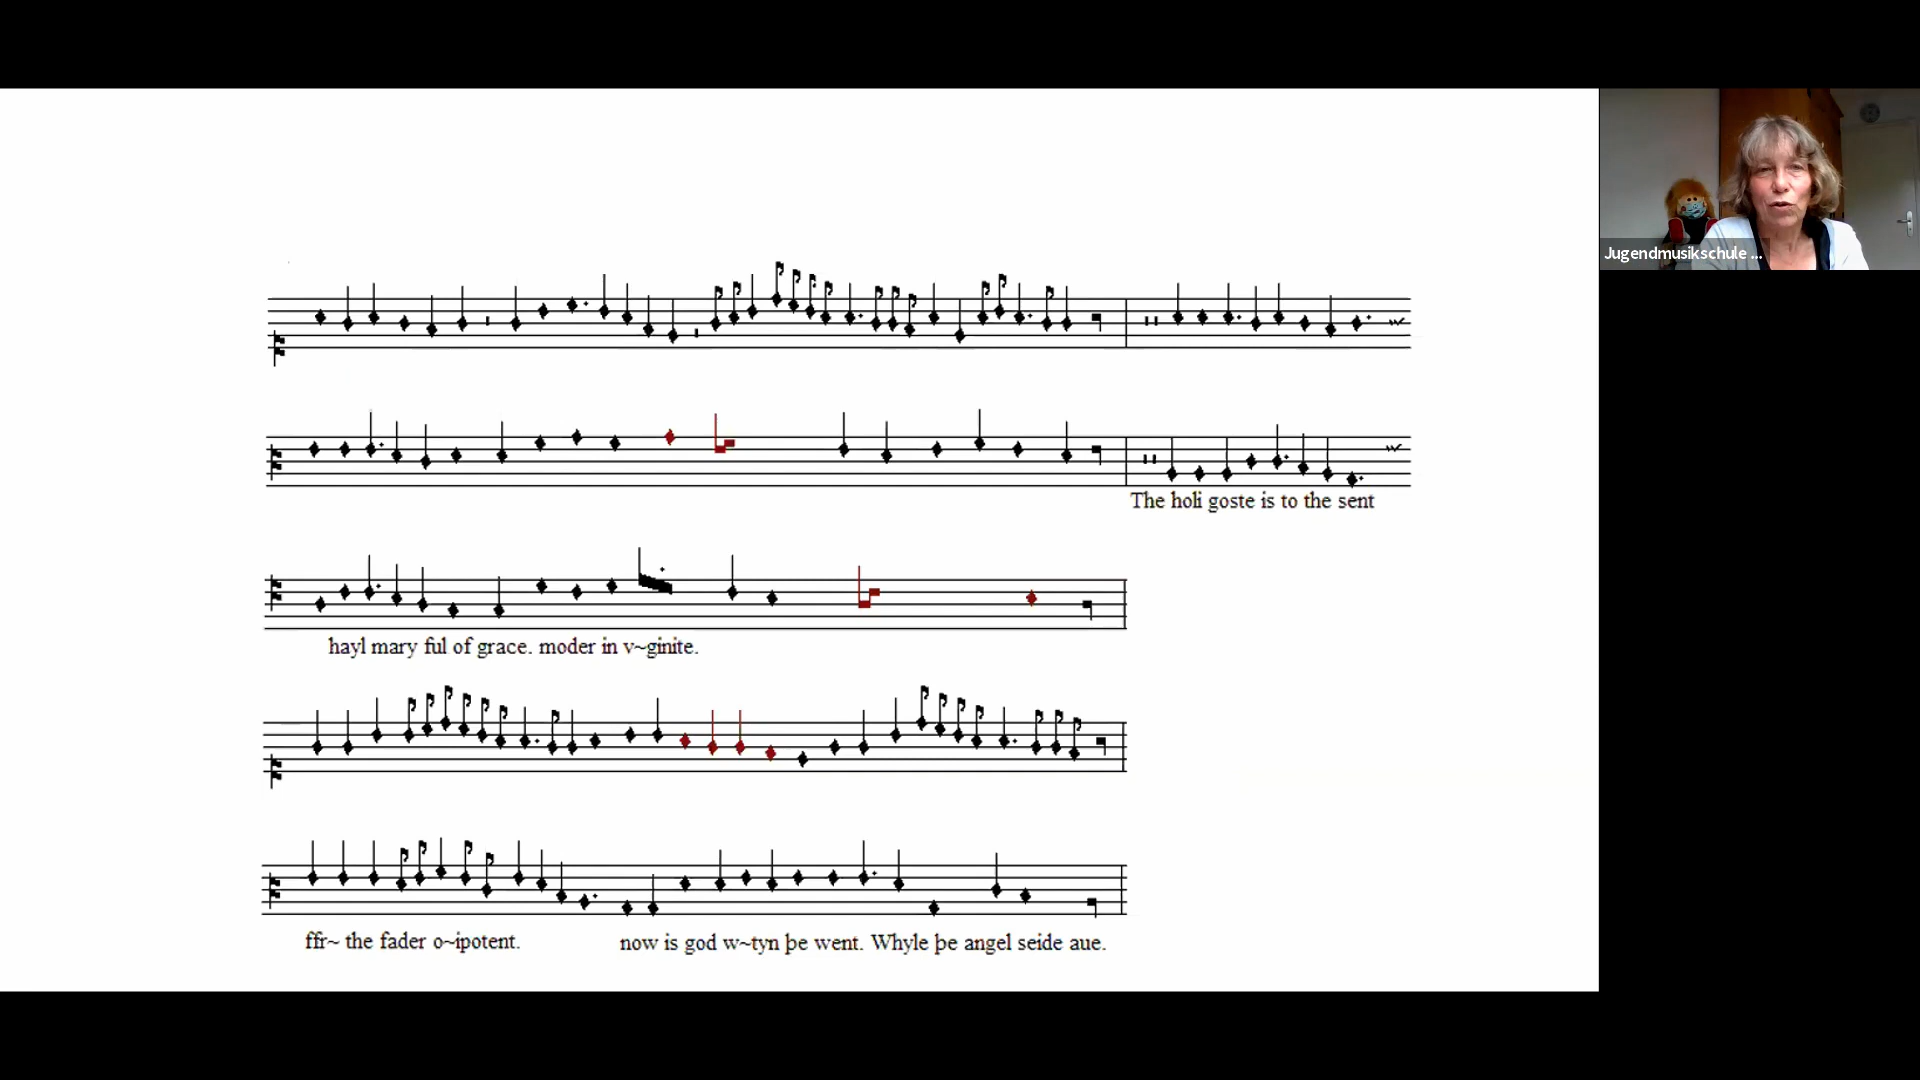 Jugendmusikschule ...
The holi goste is to the sent
hayl mary ful of grace. moder in v~ginite.
ffr~ the fader o~ipotent. now is god w~tyn þe went. Whyle þe angel seide aue.